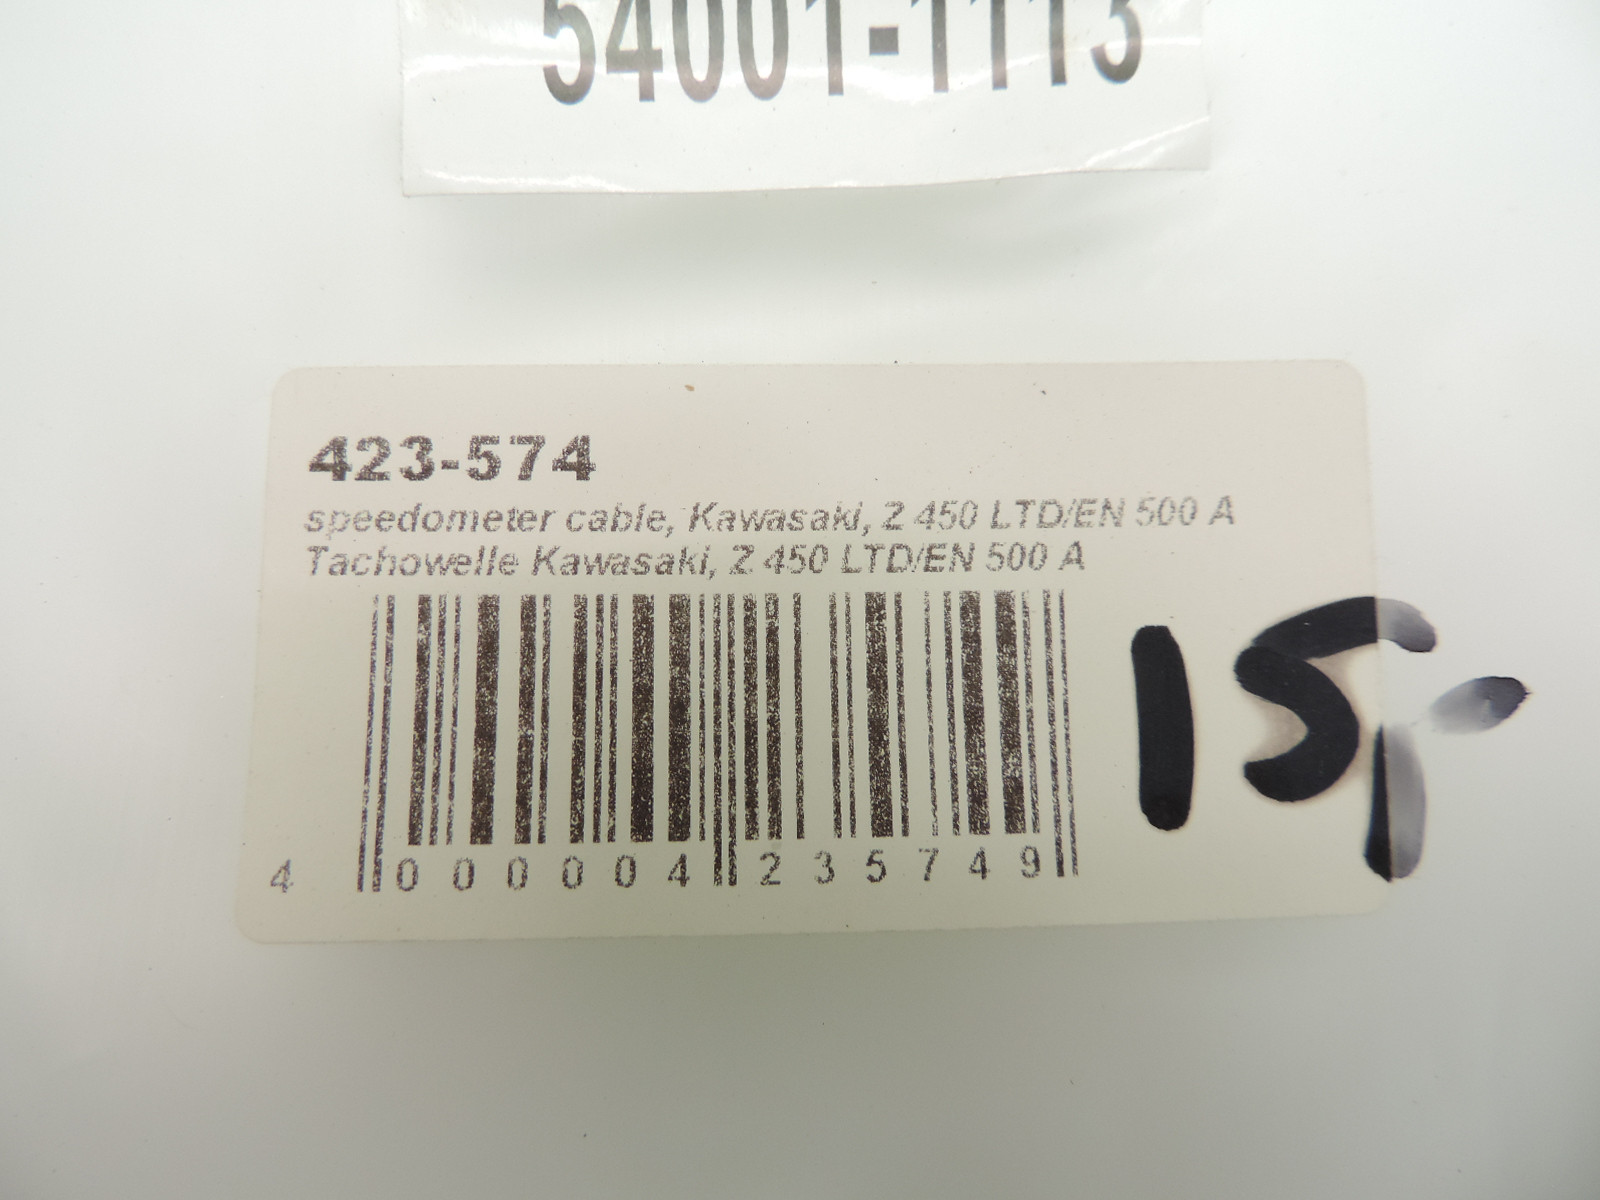 54001-1113
423-574
speedometer cable, Kawasaki, Z 450 LTD/EN 500 A
Tachowelle Kawasaki, Z 450 LTD/EN 500 A
15,-
4 000004 235749